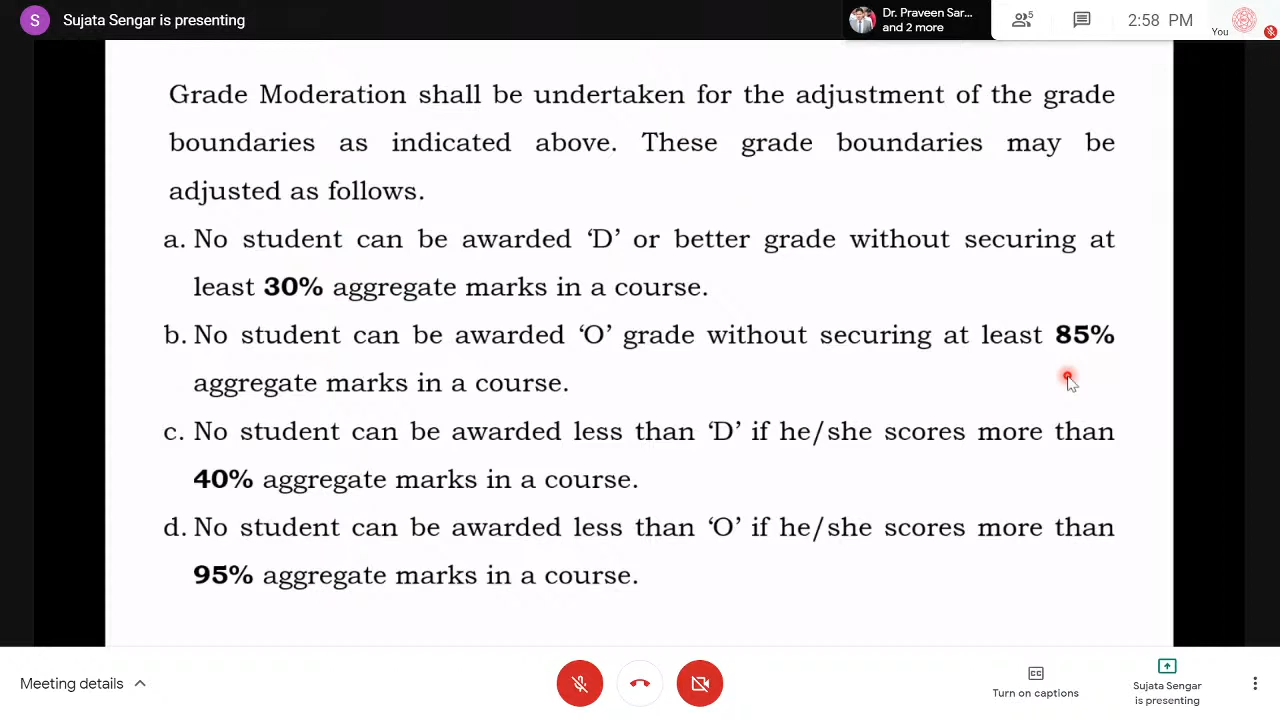 S Sujata Sengar is presenting
Dr. Praveen Sar...
and 2 more
5
2:58 PM
You
Grade Moderation shall be undertaken for the adjustment of the grade
boundaries as indicated above. These grade boundaries may be
adjusted as follows.
a. No student can be awarded ‘D’ or better grade without securing at
least 30% aggregate marks in a course.
b. No student can be awarded ‘O’ grade without securing at least 85%
aggregate marks in a course.
c. No student can be awarded less than ‘D’ if he/she scores more than
40% aggregate marks in a course.
d. No student can be awarded less than ‘O’ if he/she scores more than
95% aggregate marks in a course.
Meeting details
CC
Turn on captions
Sujata Sengar
is presenting